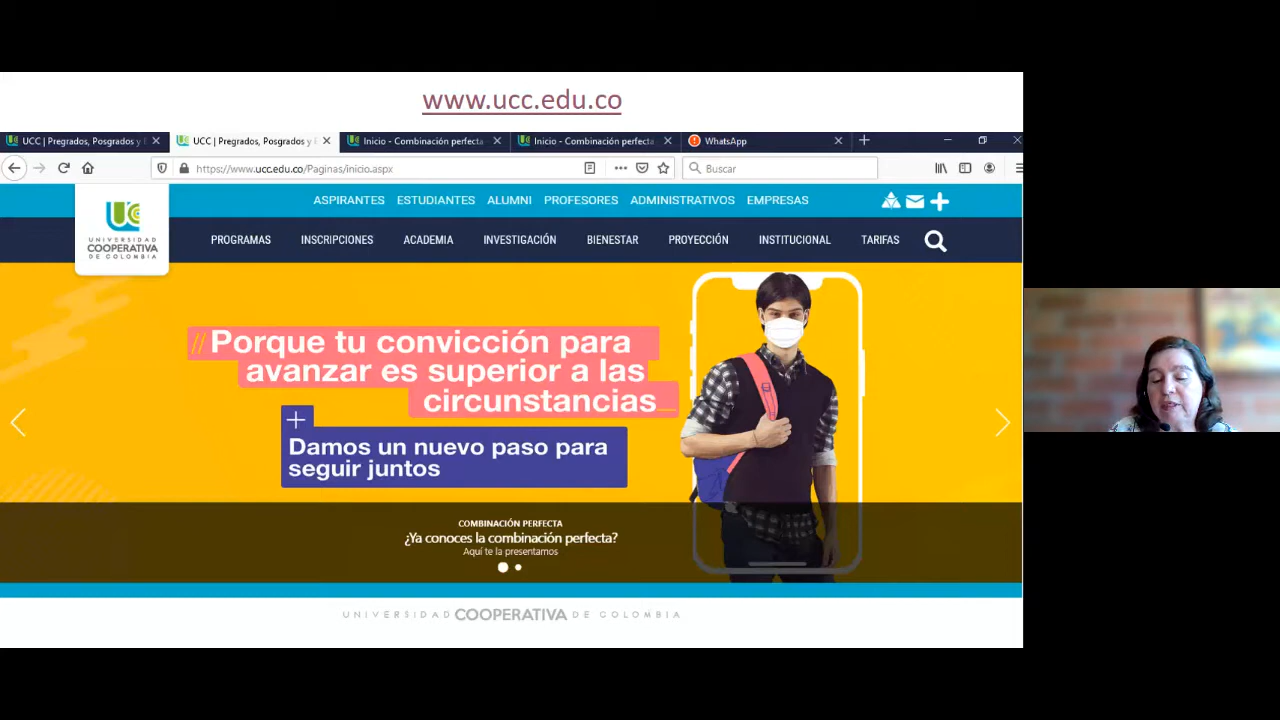 www.ucc.edu.co
UCC | Pregrados, Posgrados y
UCC | Pregrados, Posgrados y
Inicio - Combinación perfecta
Inicio - Combinación perfecta
WhatsApp
https://www.ucc.edu.co/Paginas/inicio.aspx
Buscar
ASPIRANTES ESTUDIANTES ALUMNI PROFESORES ADMINISTRATIVOS EMPRESAS
UCC
UNIVERSIDAD
COOPERATIVA
DE COLOMBIA
PROGRAMAS INSCRIPCIONES ACADEMIA INVESTIGACIÓN BIENESTAR PROYECCIÓN INSTITUCIONAL TARIFAS
// Porque tu convicción para
avanzar es superior a las
circunstancias_
+
Damos un nuevo paso para
seguir juntos
COMBINACIÓN PERFECTA
¿Ya conoces la combinación perfecta?
Aquí te la presentamos
UNIVERSIDAD COOPERATIVA DE COLOMBIA